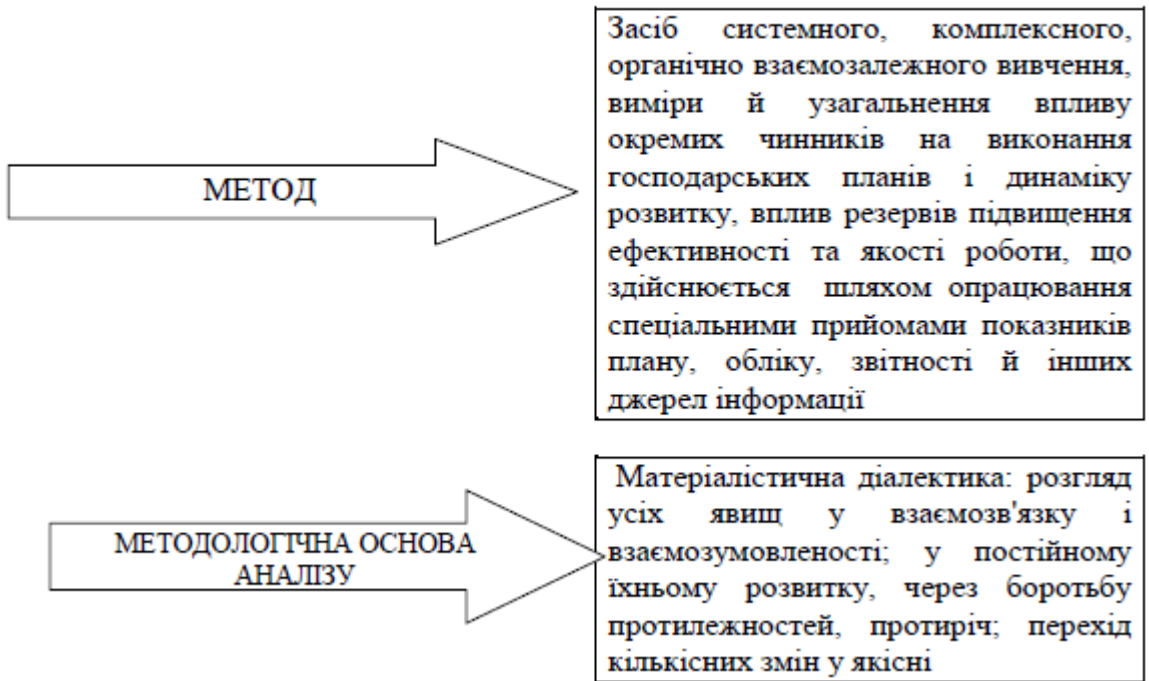 МЕТОД
Засіб системного, комплексного,
органічно взаємозалежного вивчення,
виміри й узагальнення впливу
окремих чинників на виконання
господарських планів і динаміку
розвитку, вплив резервів підвищення
ефективності та якості роботи, що
здійснюється шляхом опрацювання
спеціальними прийомами показників
плану, обліку, звітності й інших
джерел інформації
МЕТОДОЛОГІЧНА ОСНОВА
АНАЛІЗУ
Матеріалістична діалектика: розгляд
усіх явищ у взаємозв'язку і
взаємозумовленості; у постійному
їхньому розвитку, через боротьбу
протилежностей, протиріч; перехід
кількісних змін у якісні